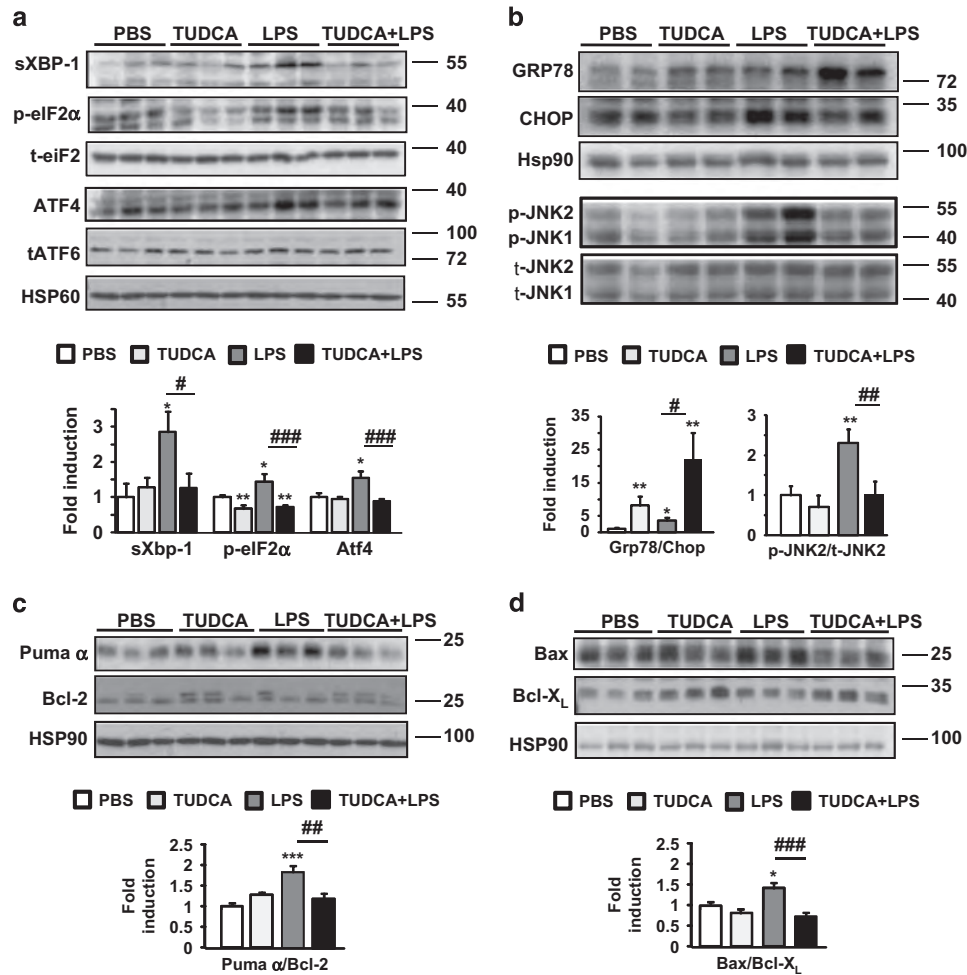 a
PBS TUDCA LPS TUDCA+LPS
sXBP-1 55
p-eIF2α 40
t-eiF2 40
ATF4 40
tATF6 100
72
HSP60 55
PBS TUDCA LPS TUDCA+LPS
Fold induction
3
2
1
0
* #
** * ** ###
* ###
sXbp-1 p-eIF2α Atf4
b
PBS TUDCA LPS TUDCA+LPS
GRP78 72
CHOP 35
Hsp90 100
p-JNK2 55
p-JNK1 40
t-JNK2 55
t-JNK1 40
PBS TUDCA LPS TUDCA+LPS
Fold induction
35
25
15
5
0
** * # **
Grp78/Chop
3
2
1
0
** ##
p-JNK2/t-JNK2
c
PBS TUDCA LPS TUDCA+LPS
Puma α 25
Bcl-2 25
HSP90 100
PBS TUDCA LPS TUDCA+LPS
Fold
induction
2.5
2
1.5
1
0.5
0
*** ##
Puma α/Bcl-2
d
PBS TUDCA LPS TUDCA+LPS
Bax 25
Bcl-XL 35
HSP90 100
PBS TUDCA LPS TUDCA+LPS
Fold
induction
2.5
2
1.5
1
0.5
0
* ###
Bax/Bcl-XL